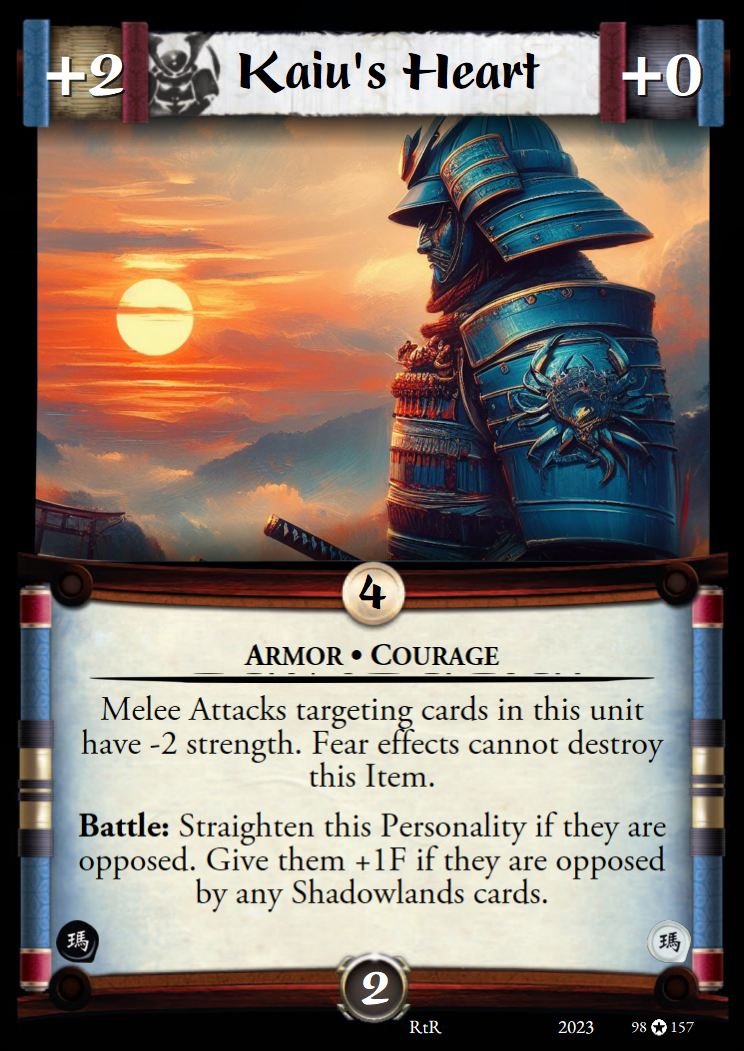 +2
Kaiu's Heart
+0
4
Armor • Courage
Melee Attacks targeting cards in this unit
have -2 strength. Fear effects cannot destroy
this Item.
Battle: Straighten this Personality if they are
opposed. Give them +1F if they are opposed
by any Shadowlands cards.
瑪
瑪
2
RtR
2023
98 ✪ 157